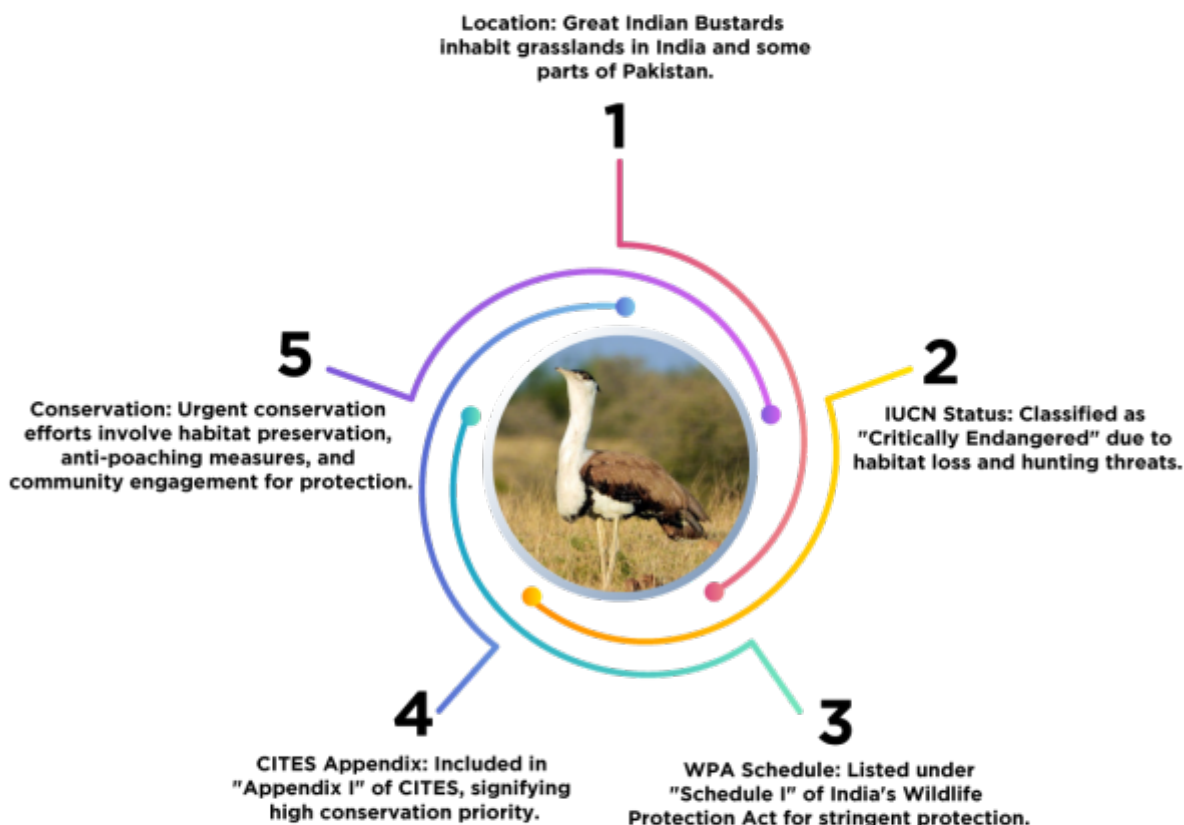 Location: Great Indian Bustards
inhabit grasslands in India and some
parts of Pakistan.
1
2
IUCN Status: Classified as
"Critically Endangered" due to
habitat loss and hunting threats.
3
WPA Schedule: Listed under
"Schedule I" of India's Wildlife
Protection Act for stringent protection.
4
CITES Appendix: Included in
"Appendix I" of CITES, signifying
high conservation priority.
5
Conservation: Urgent conservation
efforts involve habitat preservation,
anti-poaching measures, and
community engagement for protection.